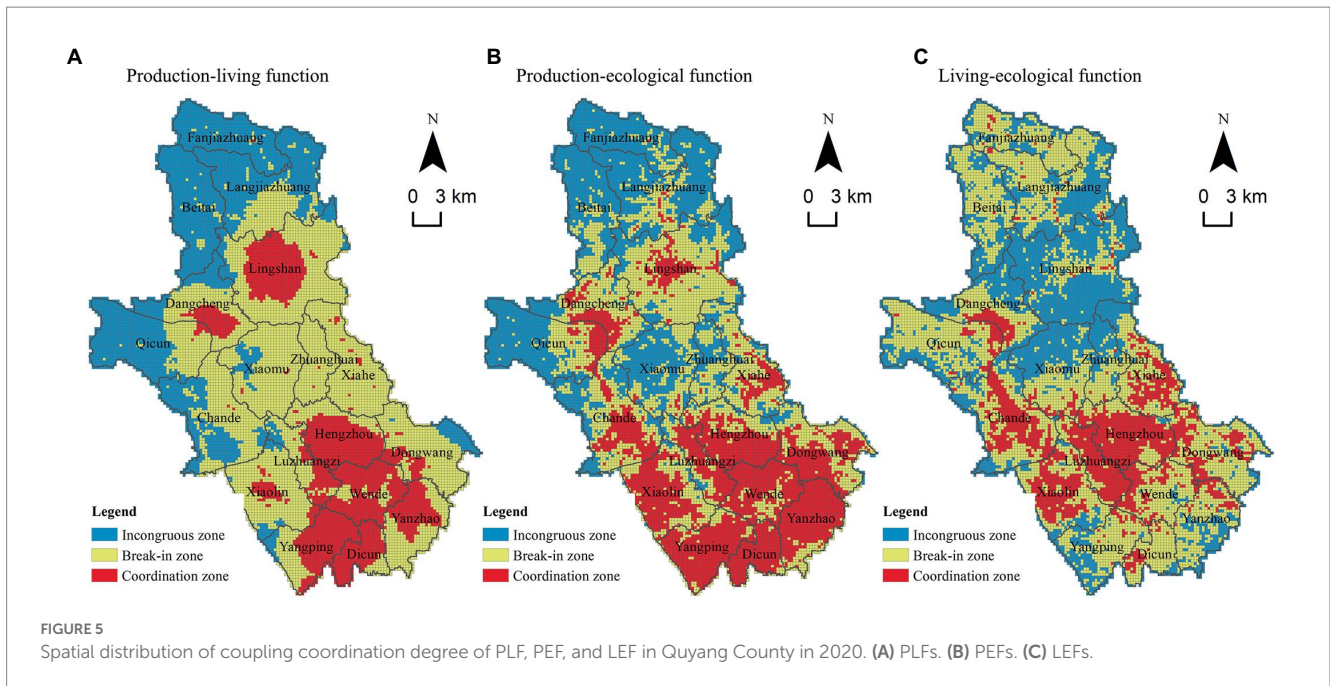 A
Production-living function
N
0 3 km
Fanjiazhuang
Langjiazhuang
Beitai
Lingshan
Dangcheng
Qicun
Zhuanghuai
Xiaomu
Xiahe
Chande
Hengzhou
Dongwang
Luzhuangzi
Xiaolin
Wende
Yanzhao
Yangping
Dicun
Legend
Incongruous zone
Break-in zone
Coordination zone
B
Production-ecological function
N
0 3 km
Fanjiazhuang
Langjiazhuang
Beitai
Lingshan
Dangcheng
Qicun
Zhuanghuai
Xiaomu
Xiahe
Chande
Hengzhou
Dongwang
Luzhuangzi
Xiaolin
Wende
Yanzhao
Yangping
Dicun
Legend
Incongruous zone
Break-in zone
Coordination zone
C
Living-ecological function
N
0 3 km
Fanjiazhuang
Langjiazhuang
Beitai
Lingshan
Dangcheng
Qicun
Zhuanghuai
Xiaomu
Xiahe
Chande
Hengzhou
Dongwang
Luzhuangzi
Xiaolin
Wende
Yanzhao
Yangping
Dicun
Legend
Incongruous zone
Break-in zone
Coordination zone
FIGURE 5
Spatial distribution of coupling coordination degree of PLF, PEF, and LEF in Quyang County in 2020. (A) PLFs. (B) PEFs. (C) LEFs.